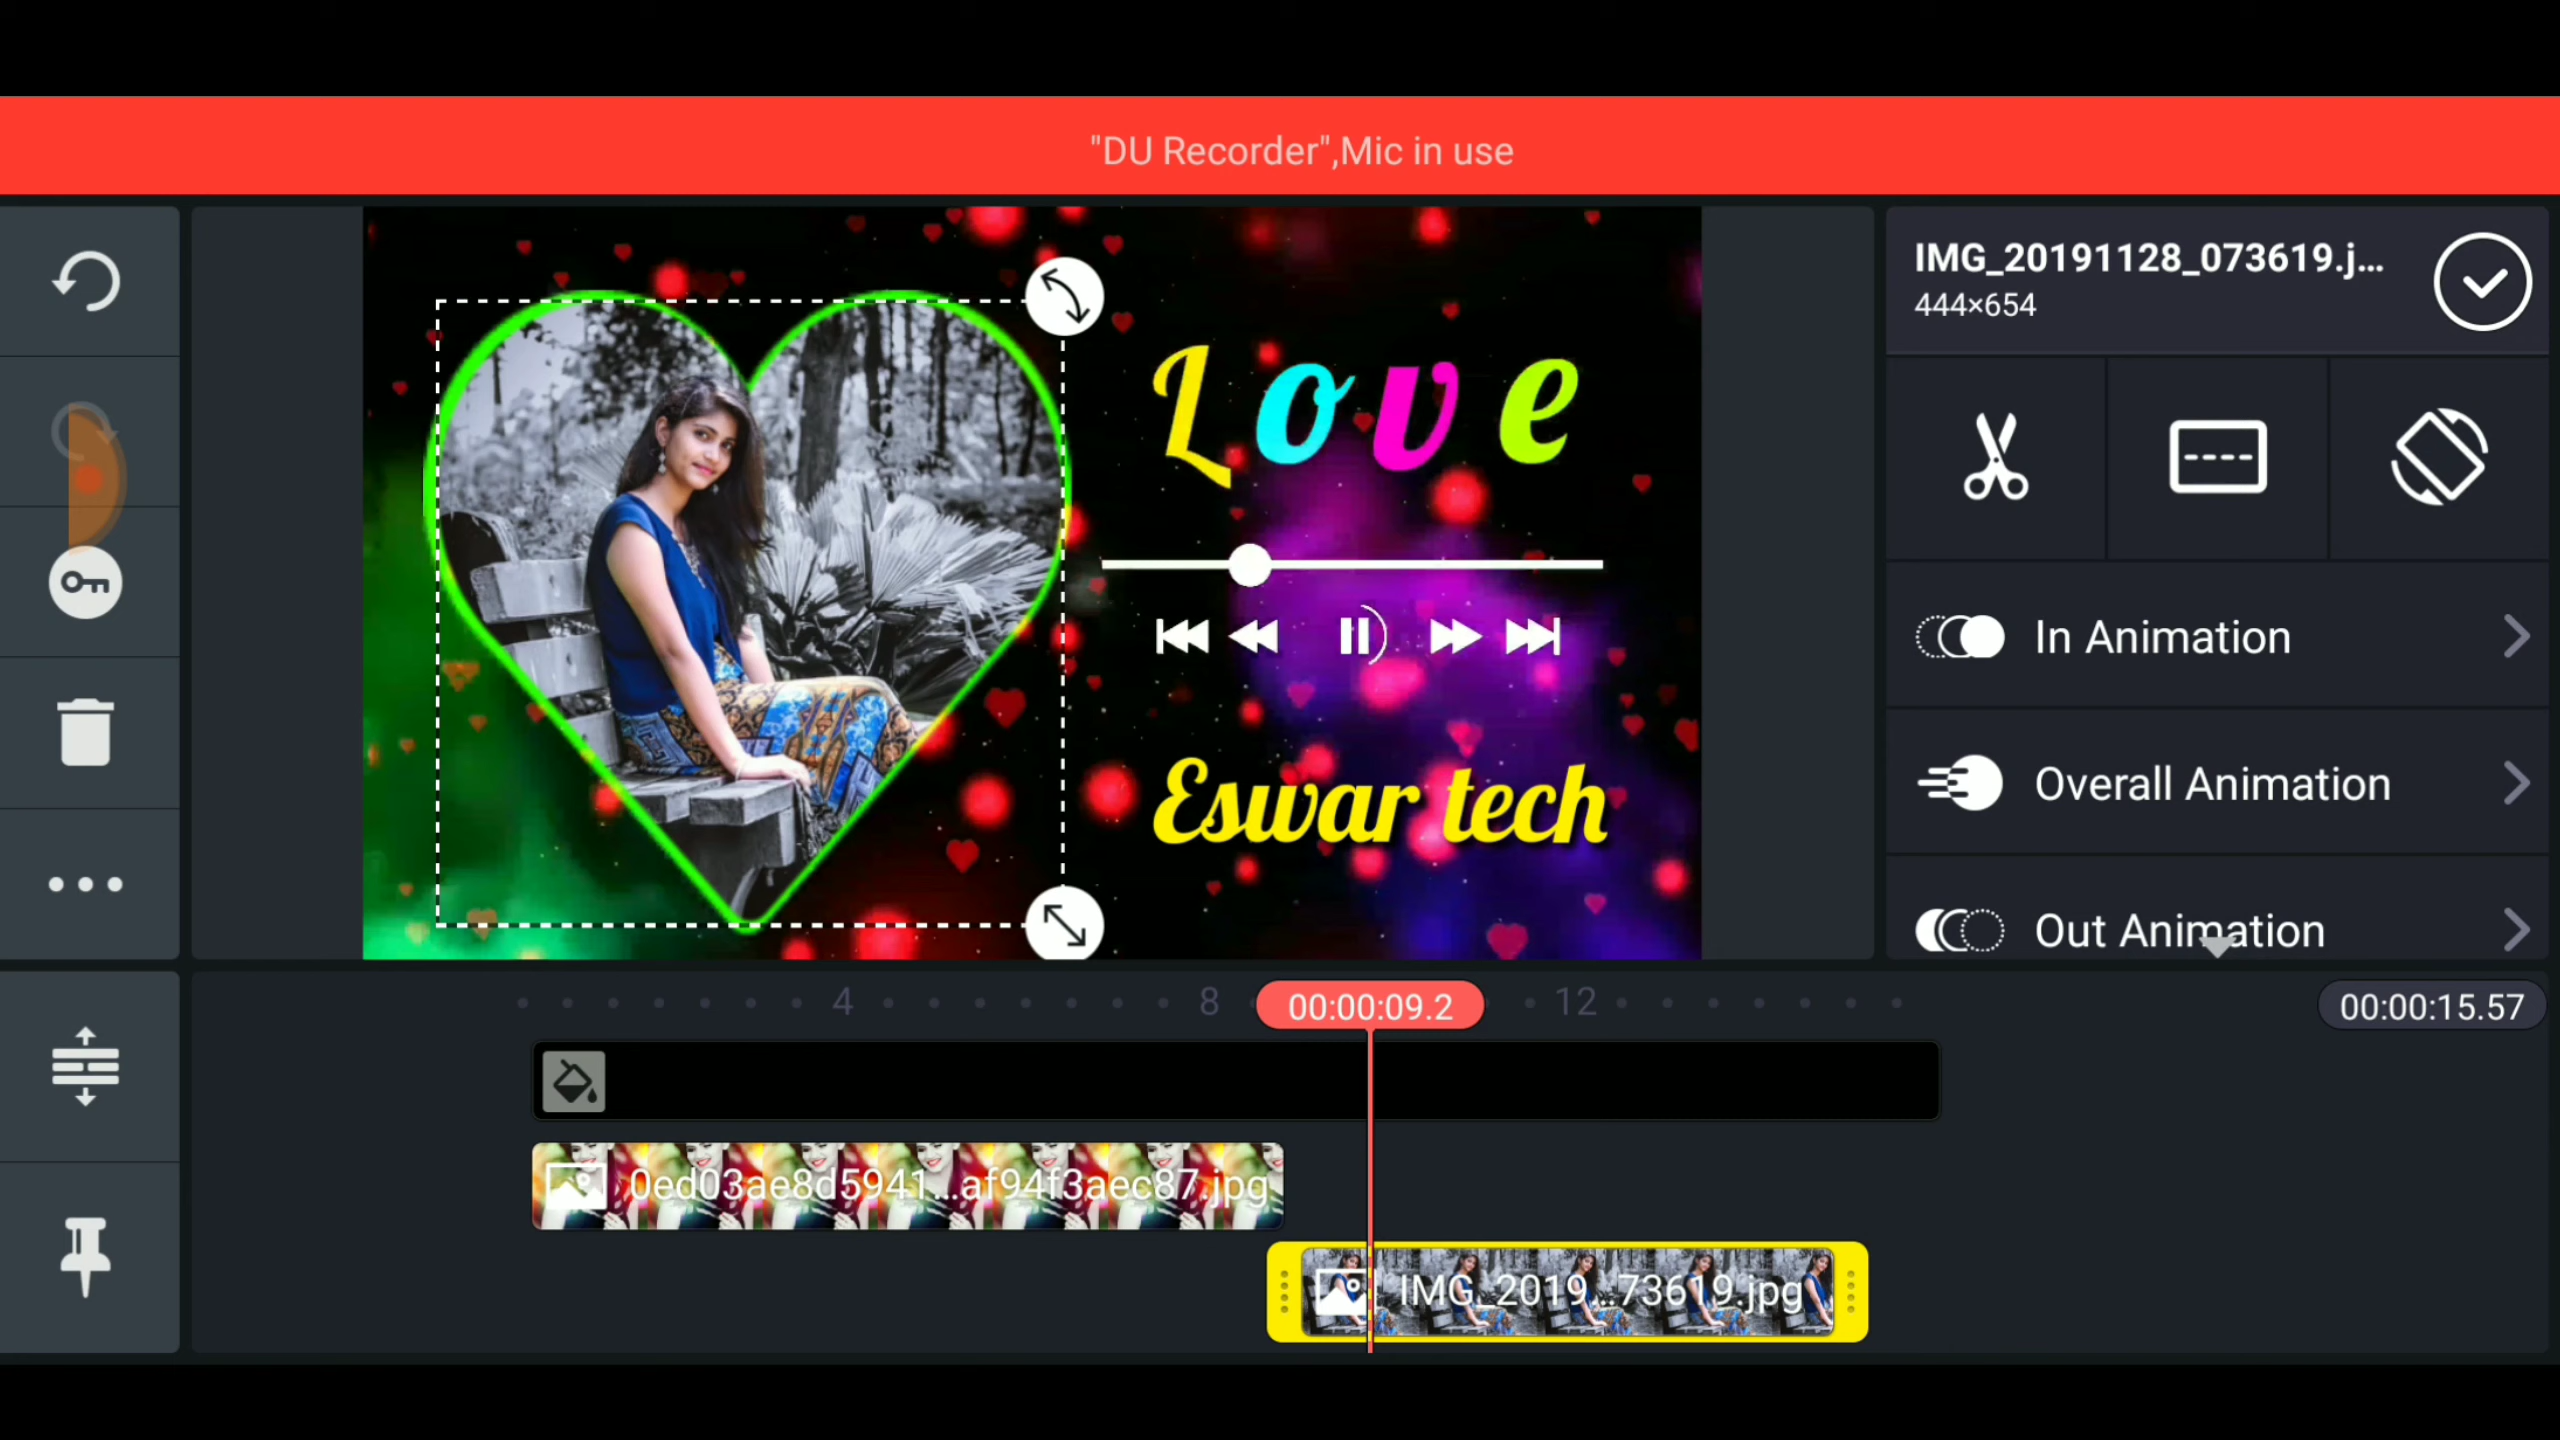 "DU Recorder",Mic in use
IMG_20191128_073619.j...
444×654
Love
In Animation
Overall Animation
Eswar tech
Out Animation
4
8
00:00:09.2
12
00:00:15.57
0ed03ae8d5941...af94f3aec87.jpg
IMG_2019...73619.jpg